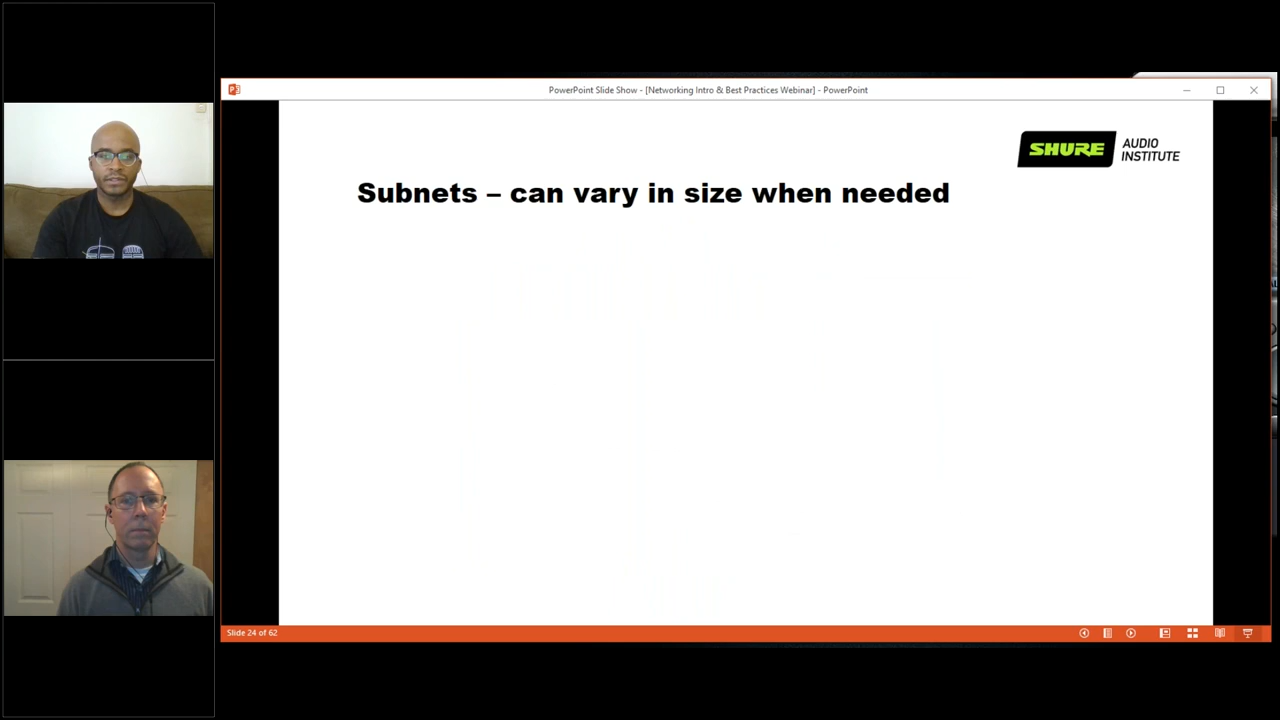 PowerPoint Slide Show - [Networking Intro & Best Practices Webinar] - PowerPoint
SHURE AUDIO INSTITUTE
Subnets – can vary in size when needed
Slide 24 of 62